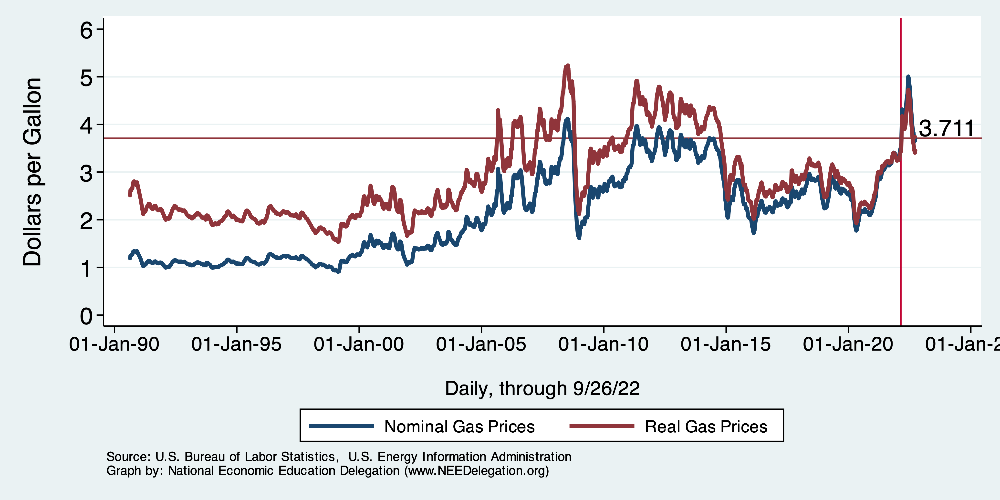 Dollars per Gallon
6
5
4
3
2
1
0
3.711
01-Jan-90 01-Jan-95 01-Jan-00 01-Jan-05 01-Jan-10 01-Jan-15 01-Jan-20 01-Jan-2
Daily, through 9/26/22
Nominal Gas Prices Real Gas Prices
Source: U.S. Bureau of Labor Statistics, U.S. Energy Information Administration
Graph by: National Economic Education Delegation (www.NEEDelegation.org)